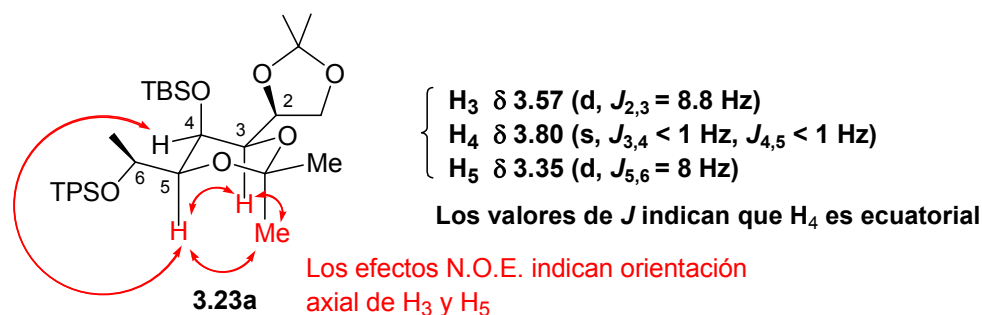 O
O
TBSO
2
4
3
O
H
O
Me
6
5
TPSO
H
H
Me
3.23a
H₃ δ 3.57 (d, J₂,₃ = 8.8 Hz)
H₄ δ 3.80 (s, J₃,₄ < 1 Hz, J₄,₅ < 1 Hz)
H₅ δ 3.35 (d, J₅,₆ = 8 Hz)
Los valores de J indican que H₄ es ecuatorial
Los efectos N.O.E. indican orientación
axial de H₃ y H₅